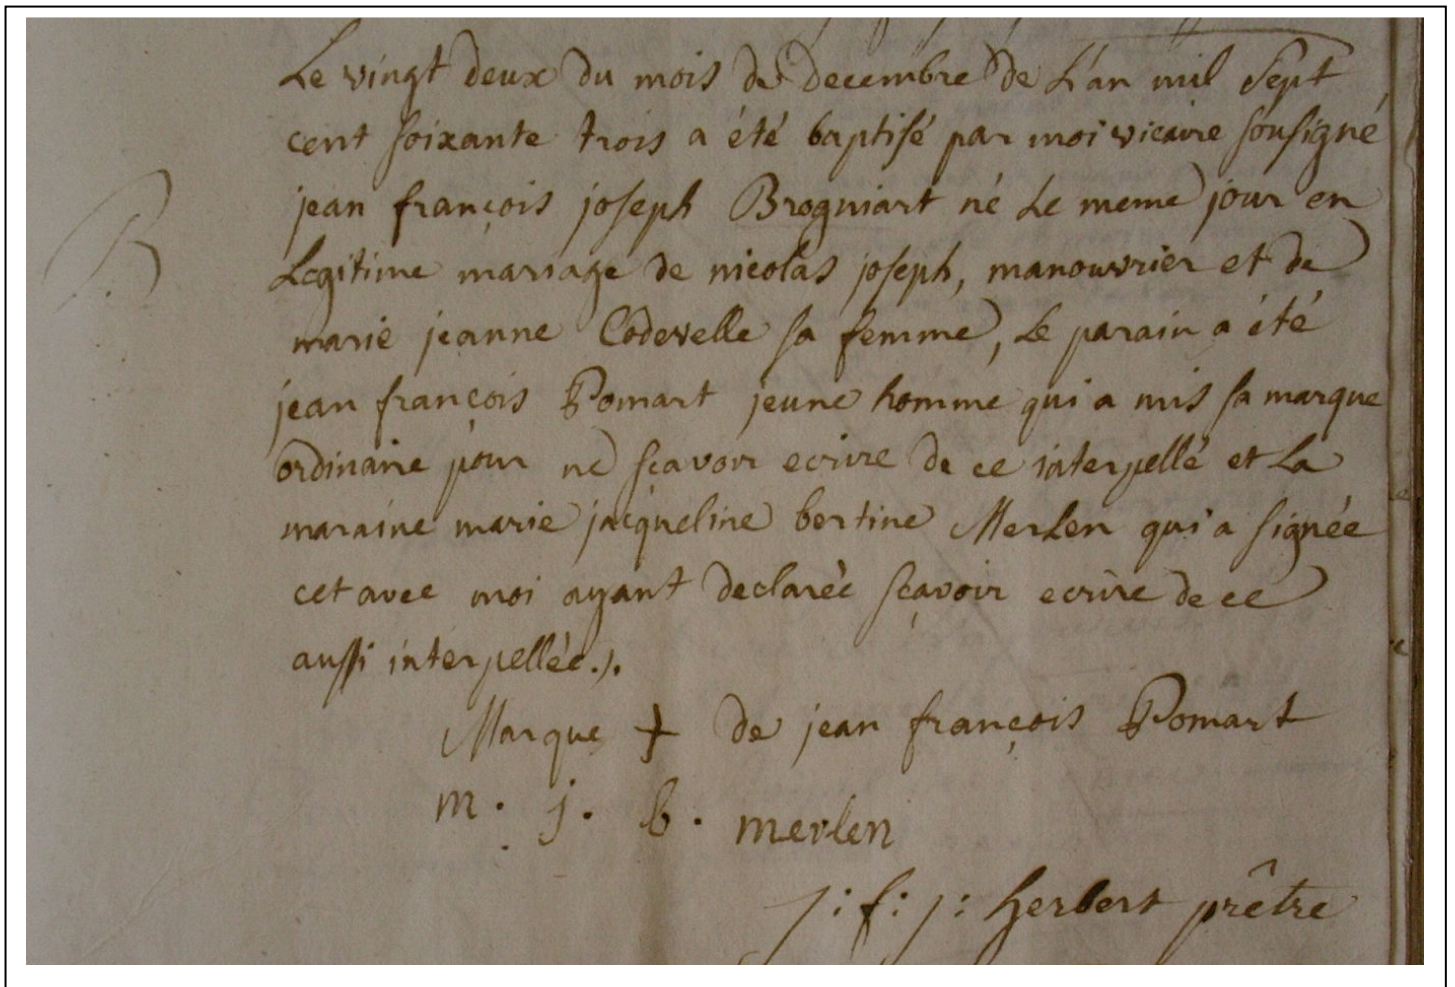 Le vingt deux du mois de decembre de L'an mil sept
cent soixante trois a été baptisé par moi vicaire sousigné
B
jean françois joseph Brogniart né Le meme jour en
Legitime mariage de nicolas joseph, manouvrier et de
marie jeanne Codevelle sa femme, Le parain a été
jean françois Pomart jeune homme qui a mis sa marque
ordinaire pour ne sçavoir ecrire de ce interpellé et La
maraine marie jacqueline bertine Merlen qui a signée
cet avec moi ayant declareé sçavoir ecrire de ce
aussi interpellée.).
Marque + de jean françois Pomart
m. j. b. merlen
j: f: j: herbert prêtre